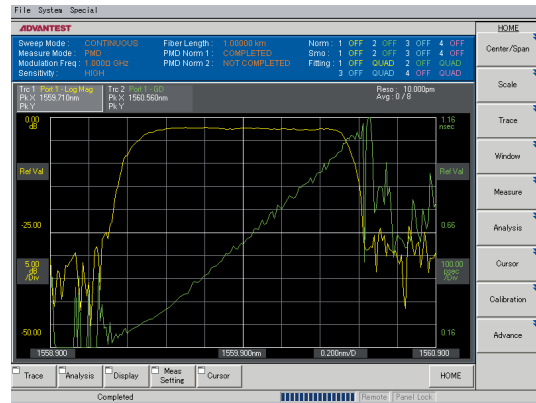 File System Special
ADVANTEST
HOME
Sweep Mode : CONTINUOUS Fiber Length : 1.00000 km Norm : 1 OFF 2 OFF 3 OFF 4 OFF
Measure Mode : PMD PMD Norm 1 : COMPLETED Smo : 1 OFF 2 OFF 3 OFF 4 OFF
Modulation Freq : 1.000 GHz PMD Norm 2 : NOT COMPLETED Fitting : 1 OFF QUAD 2 OFF QUAD
Sensitivity : HIGH 3 OFF QUAD 4 OFF QUAD
Center/Span
Trc 1 Port 1 - Log Mag Trc 2 Port 1 - GD Reso : 10.000pm
Pk.X 1559.710nm Pk.X 1560.560nm Avg : 0 / 8
Pk.Y Pk.Y
Scale
0.00 1.16
dB nsec
Trace
Window
Ref Val Ref Val
Measure
-25.00 0.66
Analysis
5.00 100.00
dB psec
/Div /Div
Cursor
Calibration
-50.00 0.16
Advance
1558.900 1559.900nm 0.200nm/D 1560.900
Trace Analysis Display Meas Setting Cursor HOME
Completed Remote Panel Lock